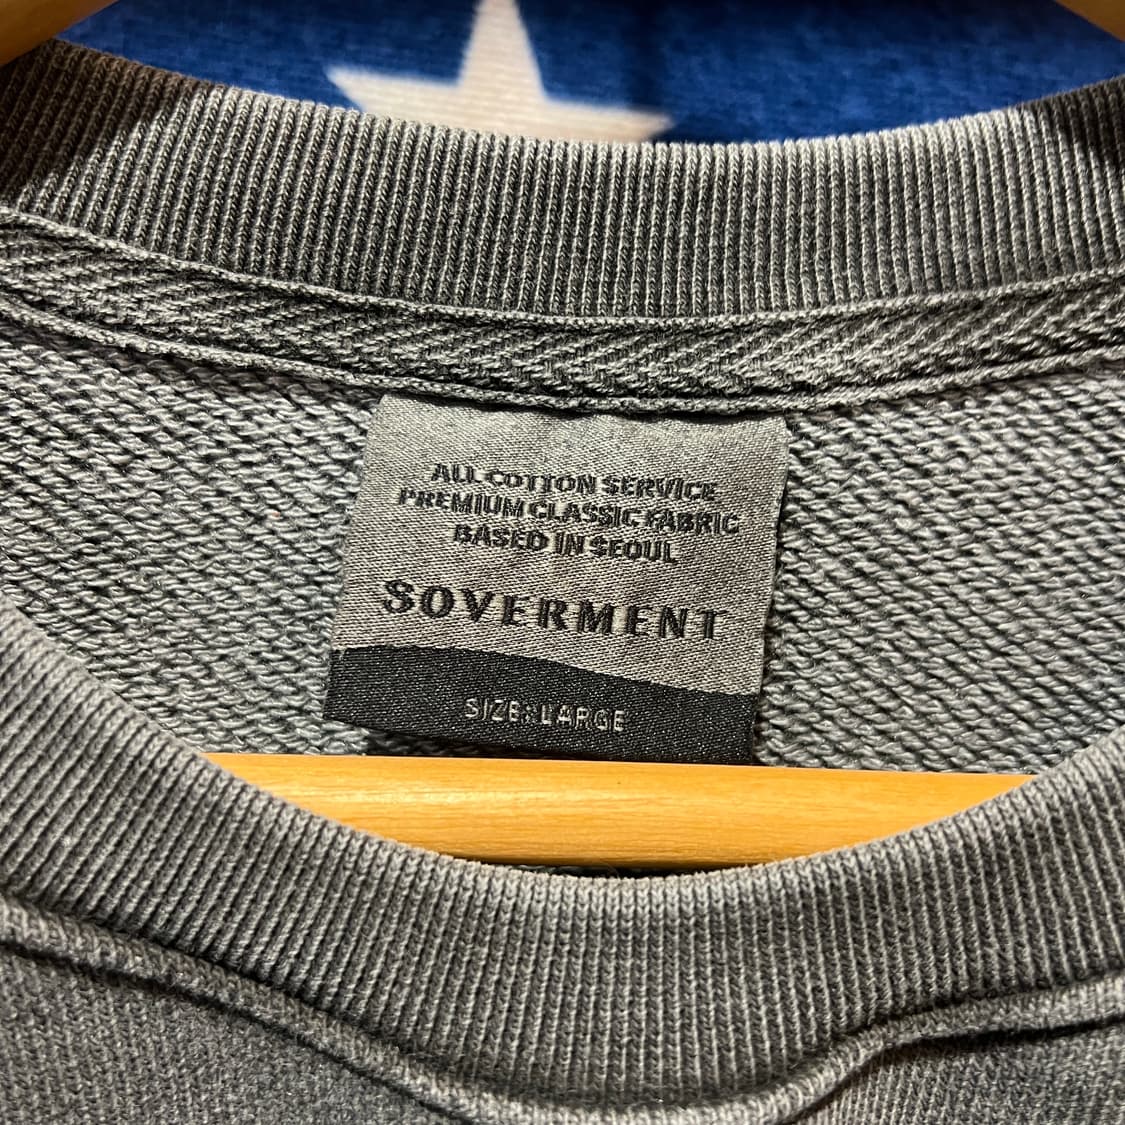 ALL COTTON SERVICE
PREMIUM CLASSIC FABRIC
BASED IN SEOUL
SOVERMENT
SIZE: LARGE